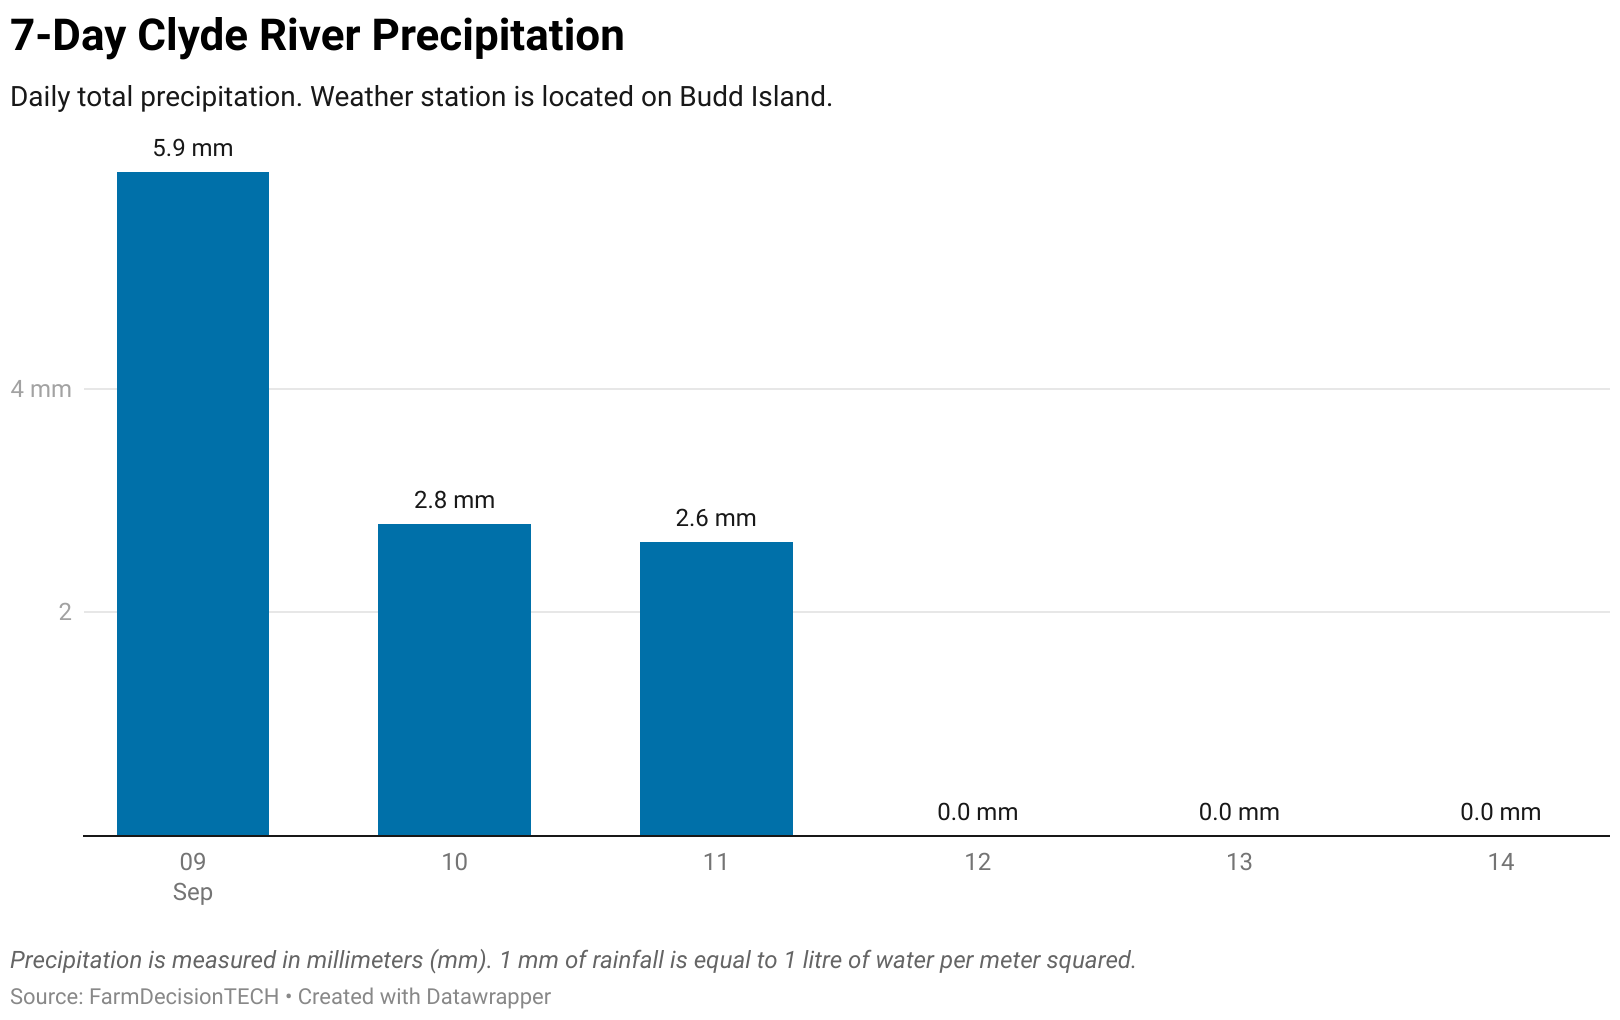 7-Day Clyde River Precipitation
Daily total precipitation. Weather station is located on Budd Island.
5.9 mm
4 mm
2.8 mm
2.6 mm
2
0.0 mm
0.0 mm
0.0 mm
09
10
11
12
13
14
Sep
Precipitation is measured in millimeters (mm). 1 mm of rainfall is equal to 1 litre of water per meter squared.
Source: FarmDecisionTECH • Created with Datawrapper